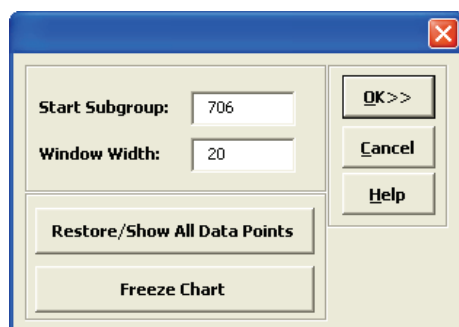 Start Subgroup: 706
Window Width: 20
OK>>
Cancel
Help
Restore/Show All Data Points
Freeze Chart